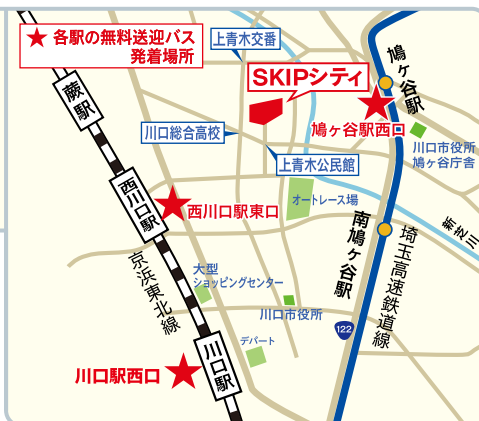 ★ 各駅の無料送迎バス
発着場所
上青木交番
SKIPシティ
鳩ヶ谷駅
蕨駅
鳩ヶ谷駅西口
川口総合高校
川口市役所
鳩ヶ谷庁舎
上青木公民館
西川口駅
西川口駅東口
オートレース場
新芝川
南鳩ヶ谷駅
埼玉高速鉄道線
京浜東北線
大型
ショッピングセンター
川口市役所
122
デパート
川口駅
川口駅西口